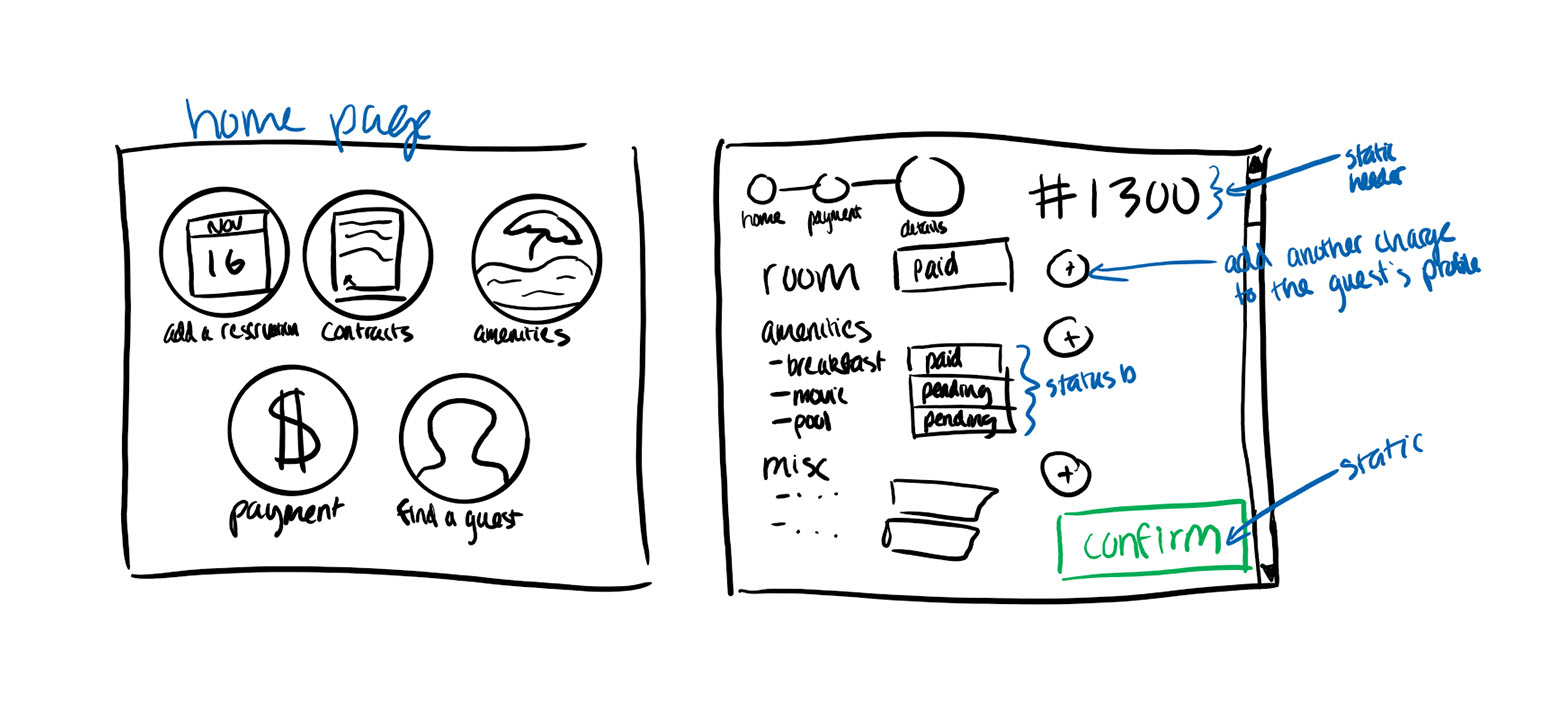 home page
NOV
16
add a reservation
contracts
amenities
$
payment
find a guest
home
payment
details
#1300
static
header
room
paid
+
add another charge
to the guest's profile
amenities
+
-breakfast
paid
-movie
pending
-pool
pending
status
misc
+
-...
-....
confirm
static